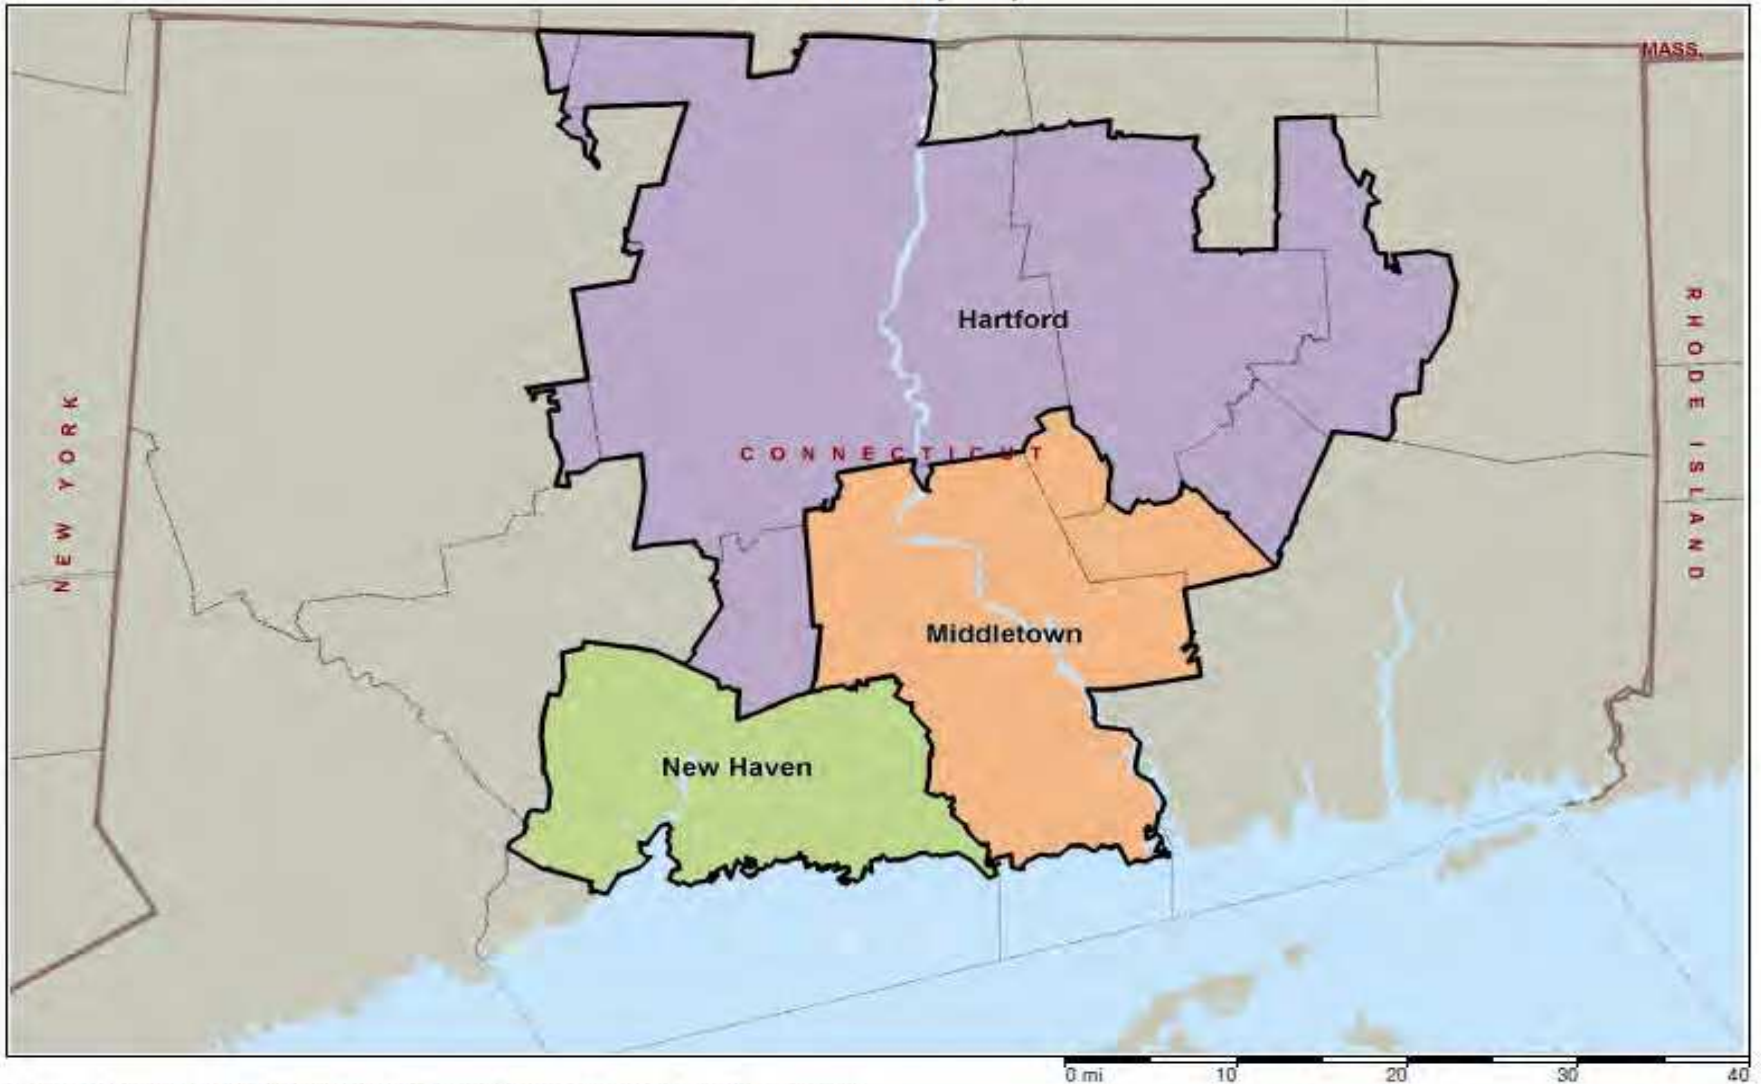 MASS.
Hartford
RHODE ISLAND
NEW YORK
CONNECTICUT
Middletown
New Haven
0 mi 10 20 30 40